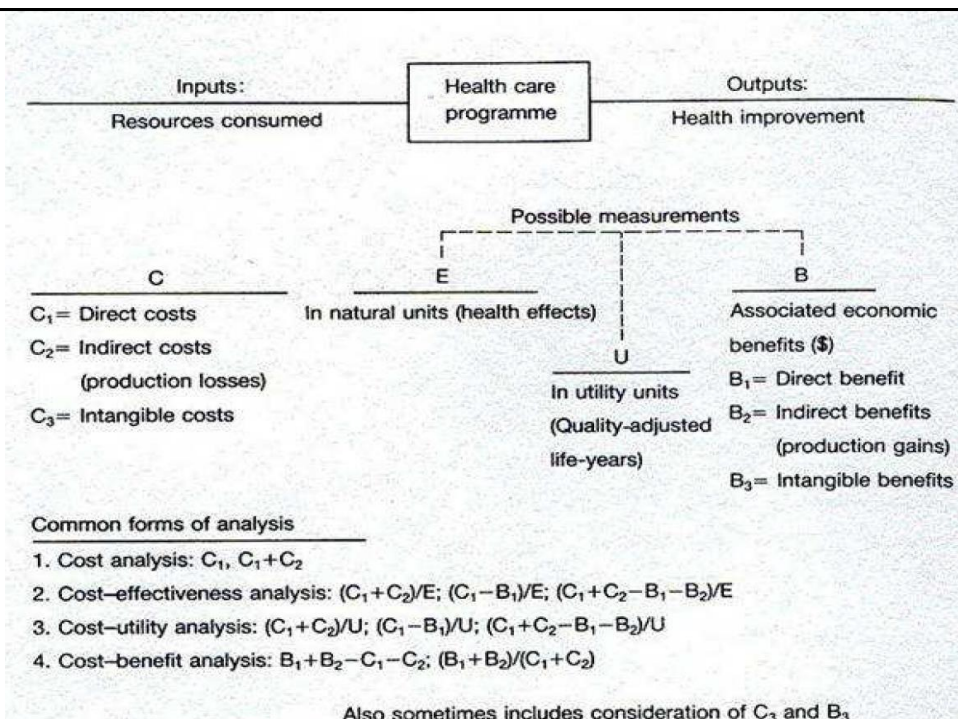 Inputs:
Resources consumed
Health care
programme
Outputs:
Health improvement
Possible measurements
C
C₁= Direct costs
C₂= Indirect costs
(production losses)
C₃= Intangible costs
E
In natural units (health effects)
U
In utility units
(Quality-adjusted
life-years)
B
Associated economic
benefits ($)
B₁= Direct benefit
B₂= Indirect benefits
(production gains)
B₃= Intangible benefits
Common forms of analysis
1. Cost analysis: C₁, C₁+C₂
2. Cost–effectiveness analysis: (C₁+C₂)/E; (C₁−B₁)/E; (C₁+C₂−B₁−B₂)/E
3. Cost–utility analysis: (C₁+C₂)/U; (C₁−B₁)/U; (C₁+C₂−B₁−B₂)/U
4. Cost–benefit analysis: B₁+B₂−C₁−C₂; (B₁+B₂)/(C₁+C₂)
Also sometimes includes consideration of C₃ and B₃